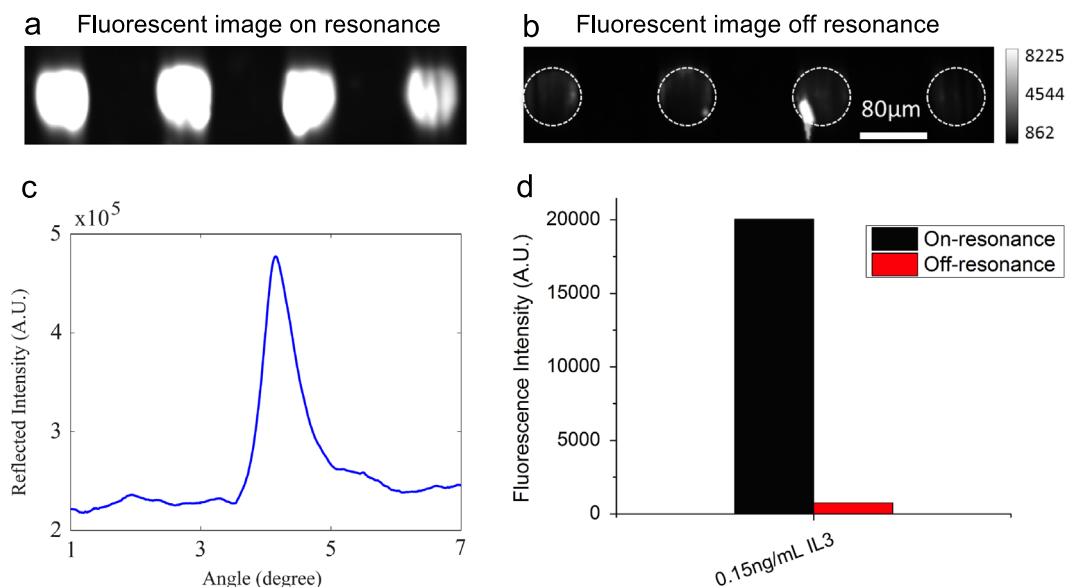 a Fluorescent image on resonance
b Fluorescent image off resonance
80µm
8225
4544
862
c
x10⁵
5
4
3
2
Reflected Intensity (A.U.)
1 3 5 7
Angle (degree)
d
20000
15000
10000
5000
0
Fluorescence Intensity (A.U.)
On-resonance
Off-resonance
0.15ng/mL IL3